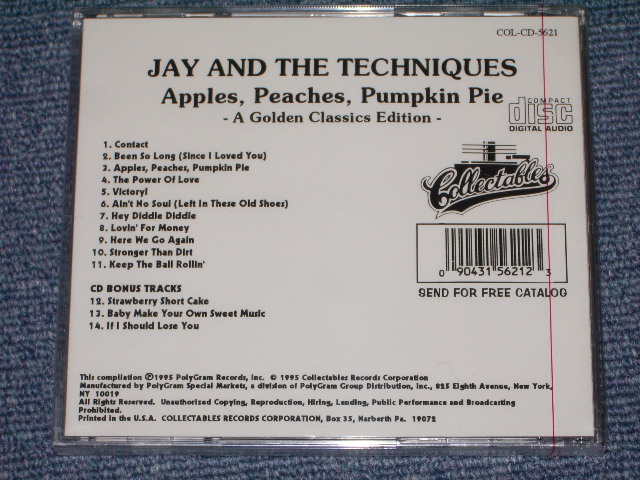 COL-CD-5621
JAY AND THE TECHNIQUES
Apples, Peaches, Pumpkin Pie
- A Golden Classics Edition -
COMPACT
disc
DIGITAL AUDIO
1. Contact
2. Been So Long (Since I Loved You)
3. Apples, Peaches, Pumpkin Pie
4. The Power Of Love
5. Victory!
6. Ain't No Soul (Left In These Old Shoes)
7. Hey Diddle Diddle
8. Lovin' For Money
9. Here We Go Again
10. Stronger Than Dirt
11. Keep The Ball Rollin'
Collectables
CD BONUS TRACKS
12. Strawberry Short Cake
13. Baby Make Your Own Sweet Music
14. If I Should Lose You
0 90431 56212 3
SEND FOR FREE CATALOG
This compilation ℗1995 PolyGram Records, Inc. © 1995 Collectables Records Corporation
Manufactured by PolyGram Special Markets, a division of PolyGram Group Distribution, Inc., 825 Eighth Avenue, New York,
NY 10019
All Rights Reserved. Unauthorized Copying, Reproduction, Hiring, Lending, Public Performance and Broadcasting
Prohibited.
Printed in the U.S.A. COLLECTABLES RECORDS CORPORATION, Box 35, Narberth Pa. 19072